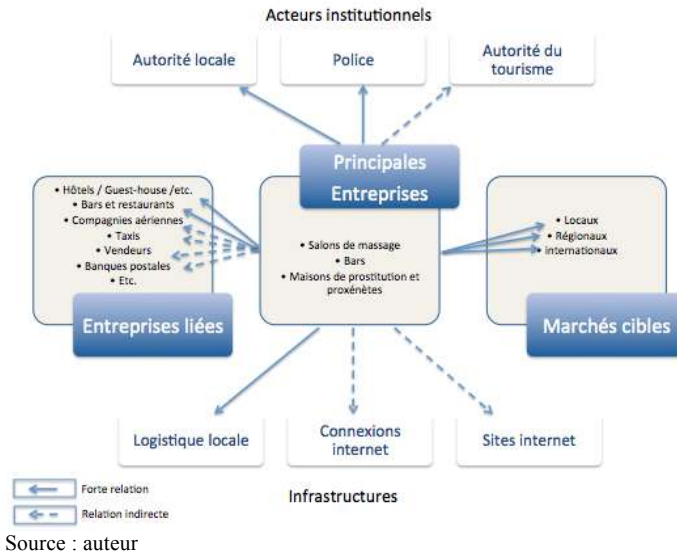 Acteurs institutionnels
Autorité locale
Police
Autorité du
tourisme
Principales
Entreprises
• Hôtels / Guest-house /etc.
• Bars et restaurants
• Compagnies aériennes
• Taxis
• Vendeurs
• Banques postales
• Etc.
Entreprises liées
• Salons de massage
• Bars
• Maisons de prostitution et
proxénètes
• Locaux
• Régionaux
• internationaux
Marchés cibles
Logistique locale
Connexions
internet
Sites internet
Infrastructures
Forte relation
Relation indirecte
Source : auteur